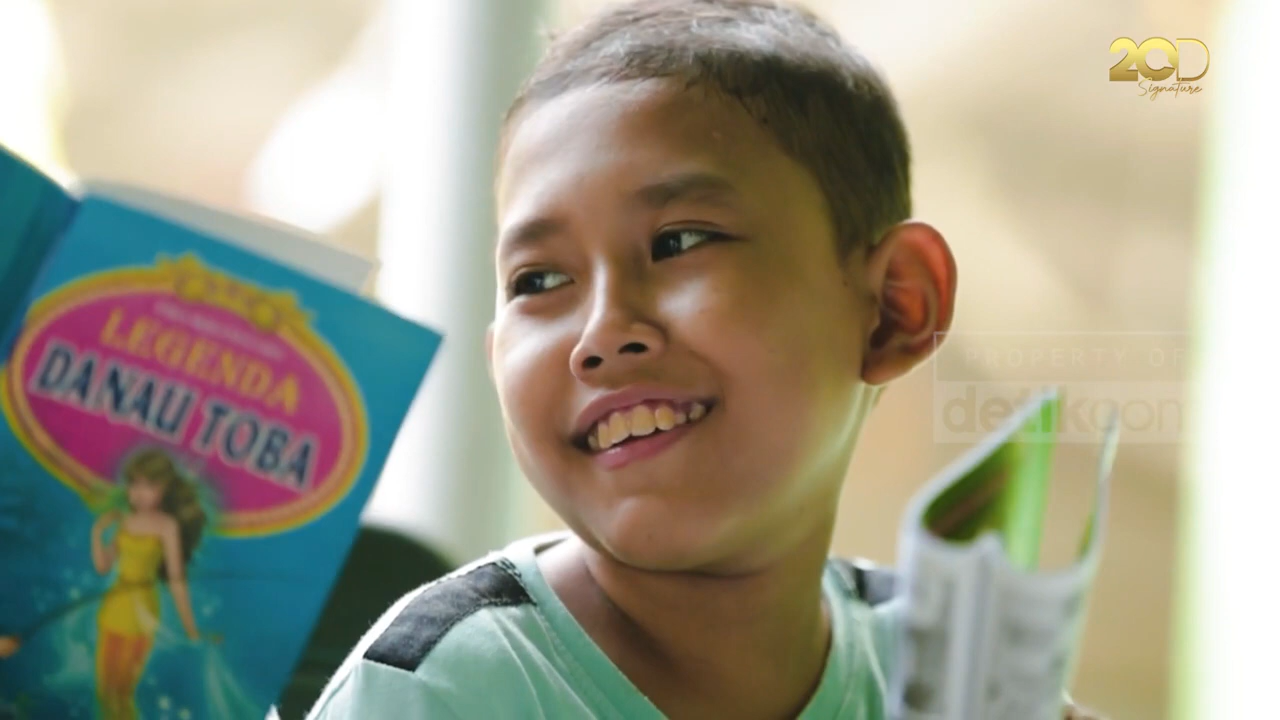 LEGENDA
DANAU TOBA
20D
Signature
PROPERTY OF
detikcom